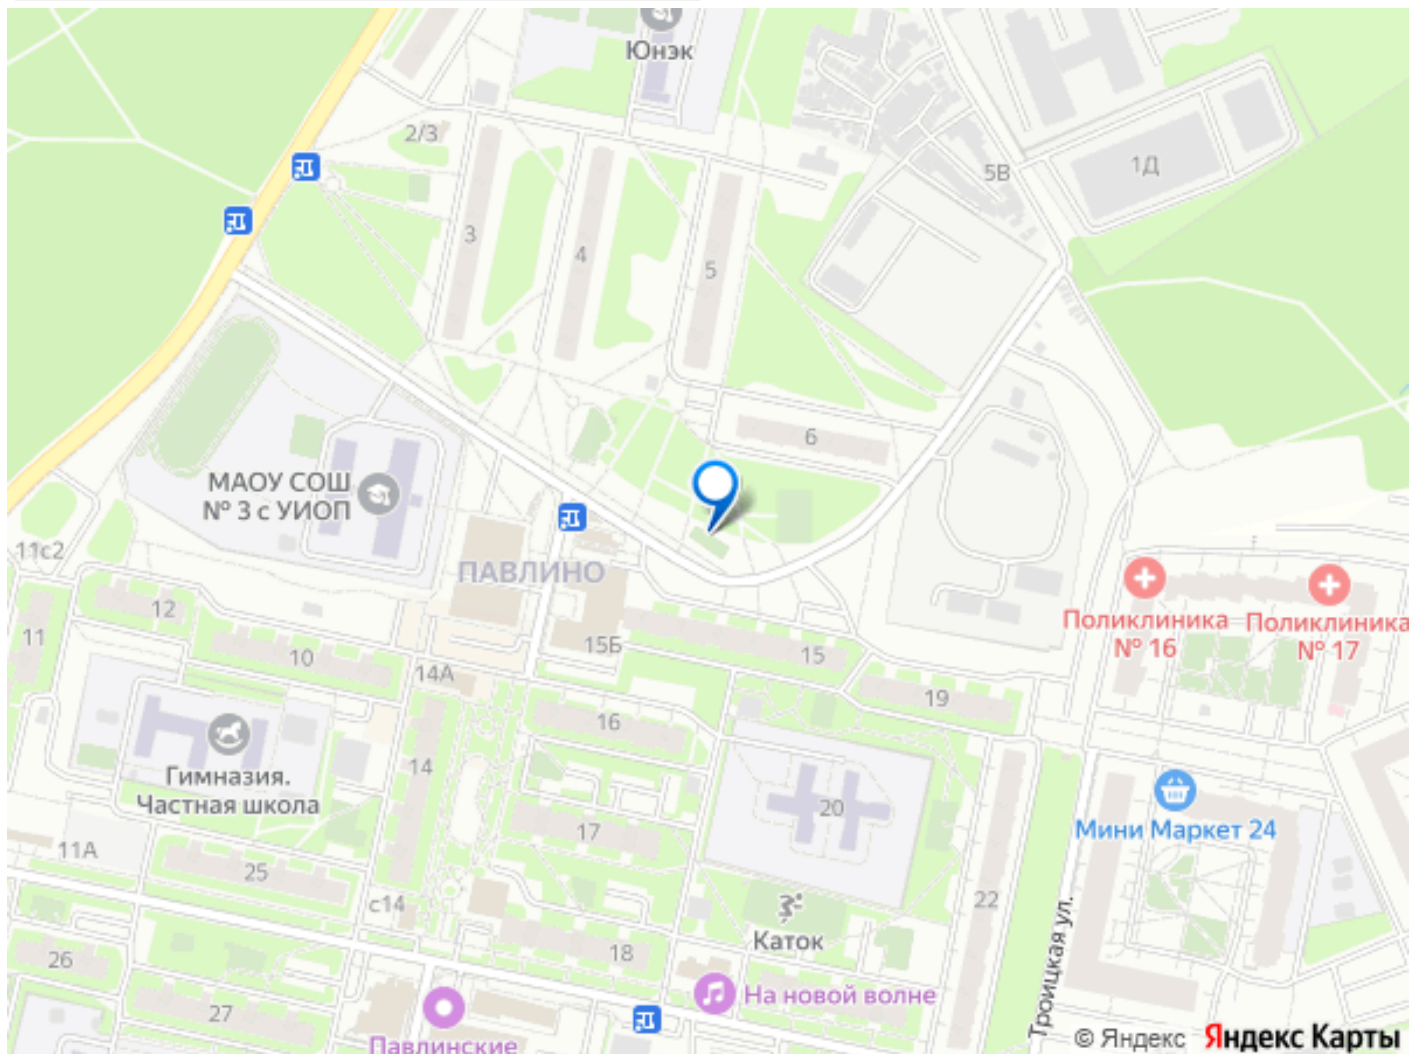 Юнэк
2/3
5В
1Д
3
4
5
6
МАОУ СОШ
№ 3 с УИОП
ПАВЛИНО
11с2
12
11
10
14А
15Б
15
19
Поликлиника
№ 16
Поликлиника
№ 17
16
14
Гимназия.
Частная школа
17
20
Мини Маркет 24
11А
25
с14
22
Каток
Троицкая ул.
26
18
27
На новой волне
Павлинские
© Яндекс Яндекс Карты